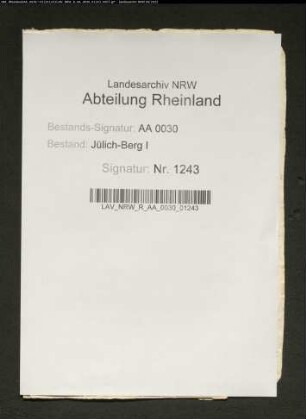 Landesarchiv NRW
Abteilung Rheinland
Bestands-Signatur: AA 0030
Bestand: Jülich-Berg I
Signatur: Nr. 1243
LAV_NRW_R_AA_0030_01243